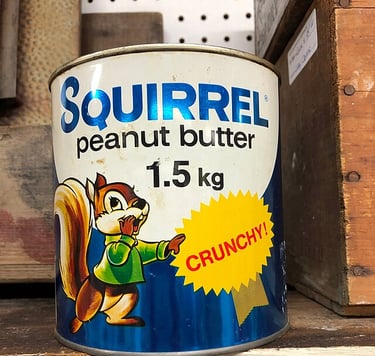 SQUIRREL®
peanut butter
1.5 kg
CRUNCHY!